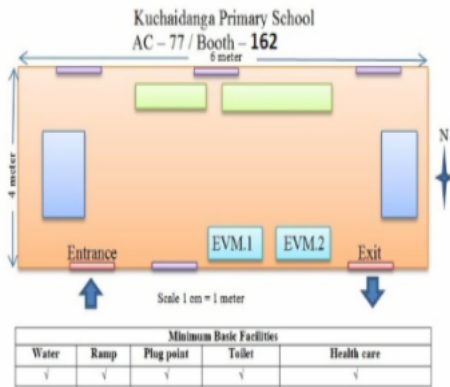 Kuchaidanga Primary School
AC – 77 / Booth – 162
6 meter
4 meter
N
EVM.1 EVM.2
Entrance Exit
Scale 1 cm = 1 meter
Minimum Basic Facilities
Water Ramp Plug point Toilet Health care
√ √ √ √ √